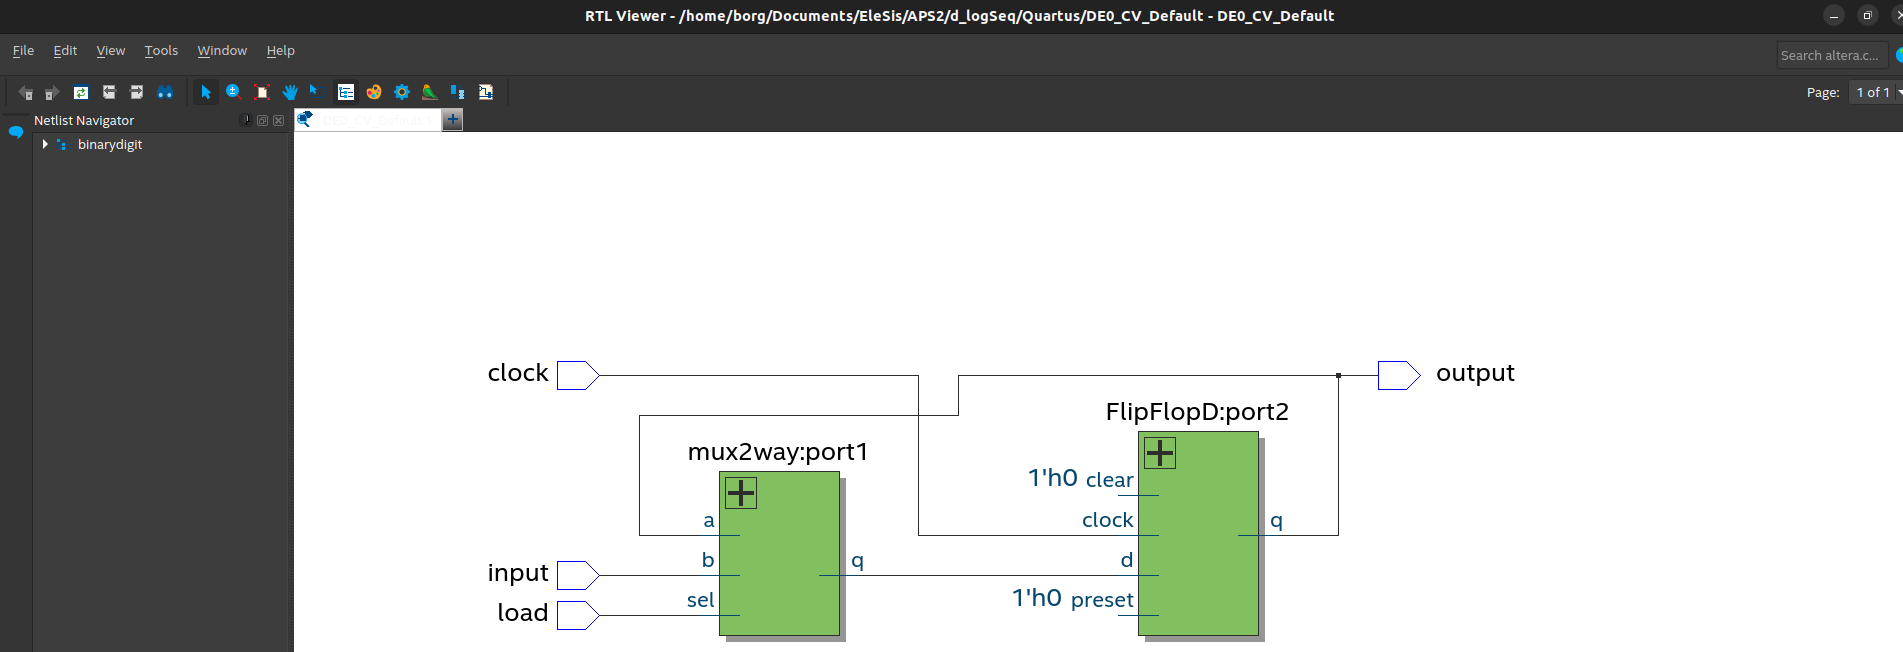 RTL Viewer - /home/borg/Documents/EleSis/APS2/d_logSeq/Quartus/DE0_CV_Default - DE0_CV_Default
File Edit View Tools Window Help
Search altera.c...
Page: 1 of 1
Netlist Navigator
DE0_CV_Default:1
binarydigit
clock
output
FlipFlopD:port2
mux2way:port1
1'h0 clear
a
clock
q
b
q
d
input
sel
1'h0 preset
load